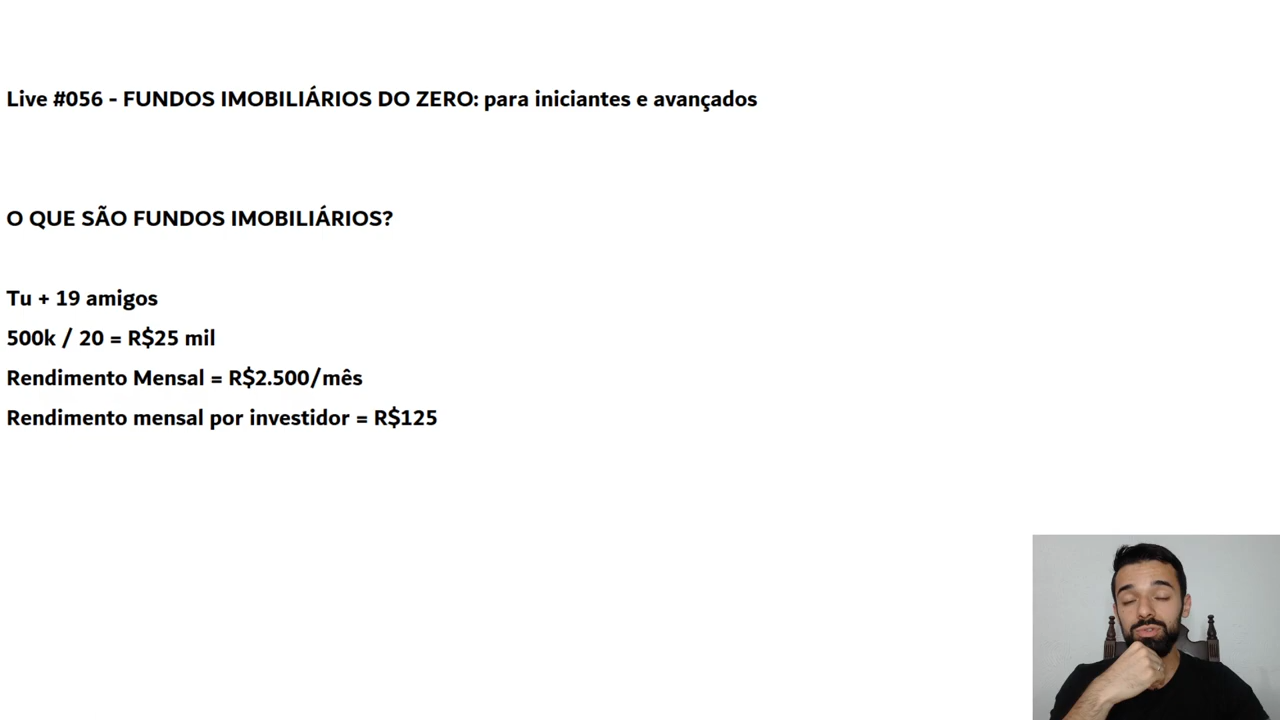 Live #056 - FUNDOS IMOBILIÁRIOS DO ZERO: para iniciantes e avançados
O QUE SÃO FUNDOS IMOBILIÁRIOS?
Tu + 19 amigos
500k / 20 = R$25 mil
Rendimento Mensal = R$2.500/mês
Rendimento mensal por investidor = R$125